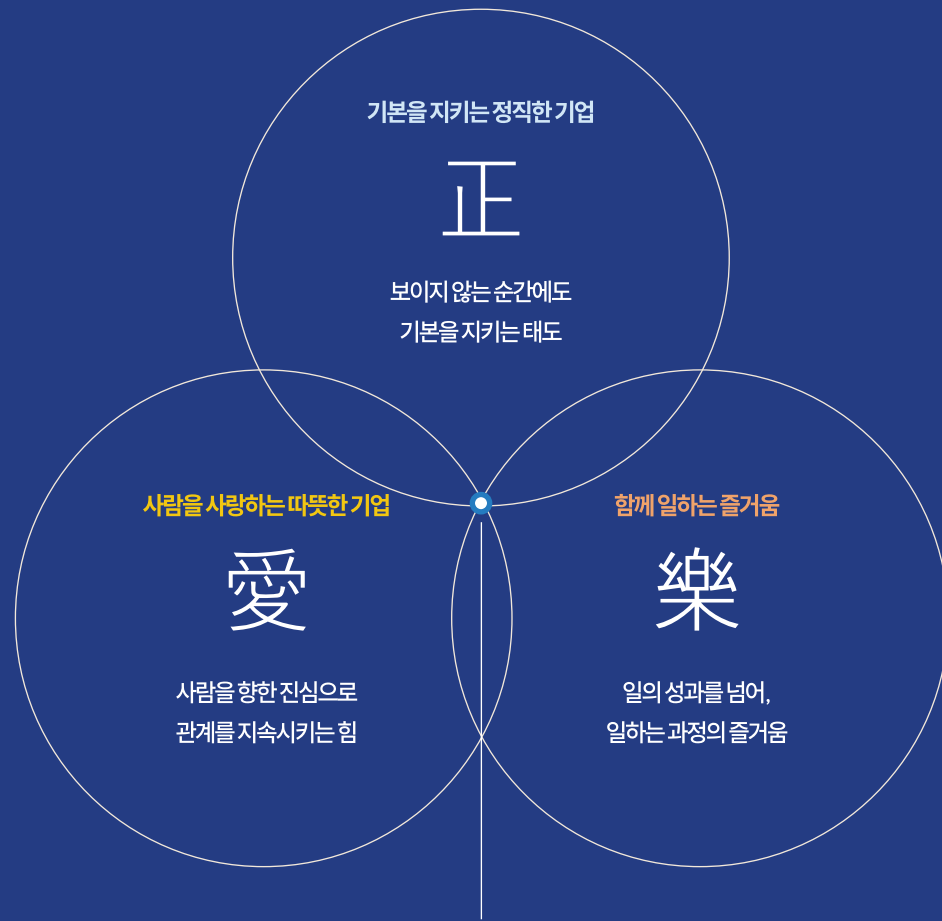 기본을 지키는 정직한 기업
正
보이지 않는 순간에도
기본을 지키는 태도
사람을 사랑하는 따뜻한 기업
愛
사람을 향한 진심으로
관계를 지속시키는 힘
함께 일하는 즐거움
樂
일의 성과를 넘어,
일하는 과정의 즐거움